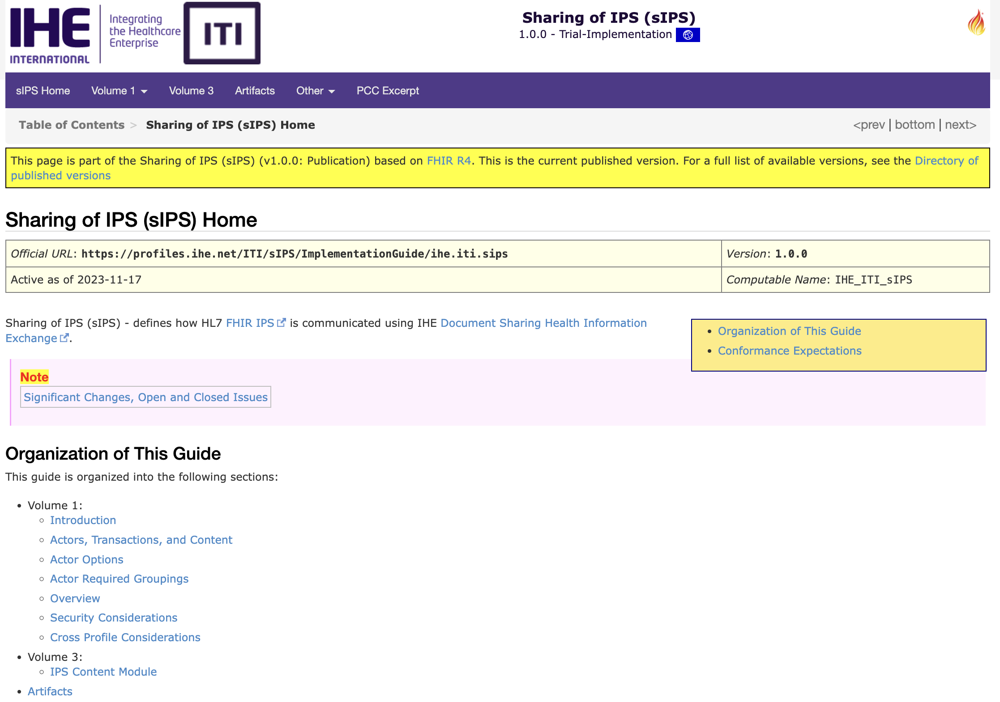 IHE
INTERNATIONAL
Integrating
the Healthcare
Enterprise
ITI
Sharing of IPS (sIPS)
1.0.0 - Trial-Implementation
sIPS Home Volume 1 Volume 3 Artifacts Other PCC Excerpt
Table of Contents > Sharing of IPS (sIPS) Home
<prev | bottom | next>
This page is part of the Sharing of IPS (sIPS) (v1.0.0: Publication) based on FHIR R4. This is the current published version. For a full list of available versions, see the Directory of
published versions
Sharing of IPS (sIPS) Home
Official URL: https://profiles.ihe.net/ITI/sIPS/ImplementationGuide/ihe.iti.sips Version: 1.0.0
Active as of 2023-11-17 Computable Name: IHE_ITI_sIPS
Sharing of IPS (sIPS) - defines how HL7 FHIR IPS is communicated using IHE Document Sharing Health Information
Exchange.
• Organization of This Guide
• Conformance Expectations
Note
Significant Changes, Open and Closed Issues
Organization of This Guide
This guide is organized into the following sections:
• Volume 1:
◦ Introduction
◦ Actors, Transactions, and Content
◦ Actor Options
◦ Actor Required Groupings
◦ Overview
◦ Security Considerations
◦ Cross Profile Considerations
• Volume 3:
◦ IPS Content Module
• Artifacts